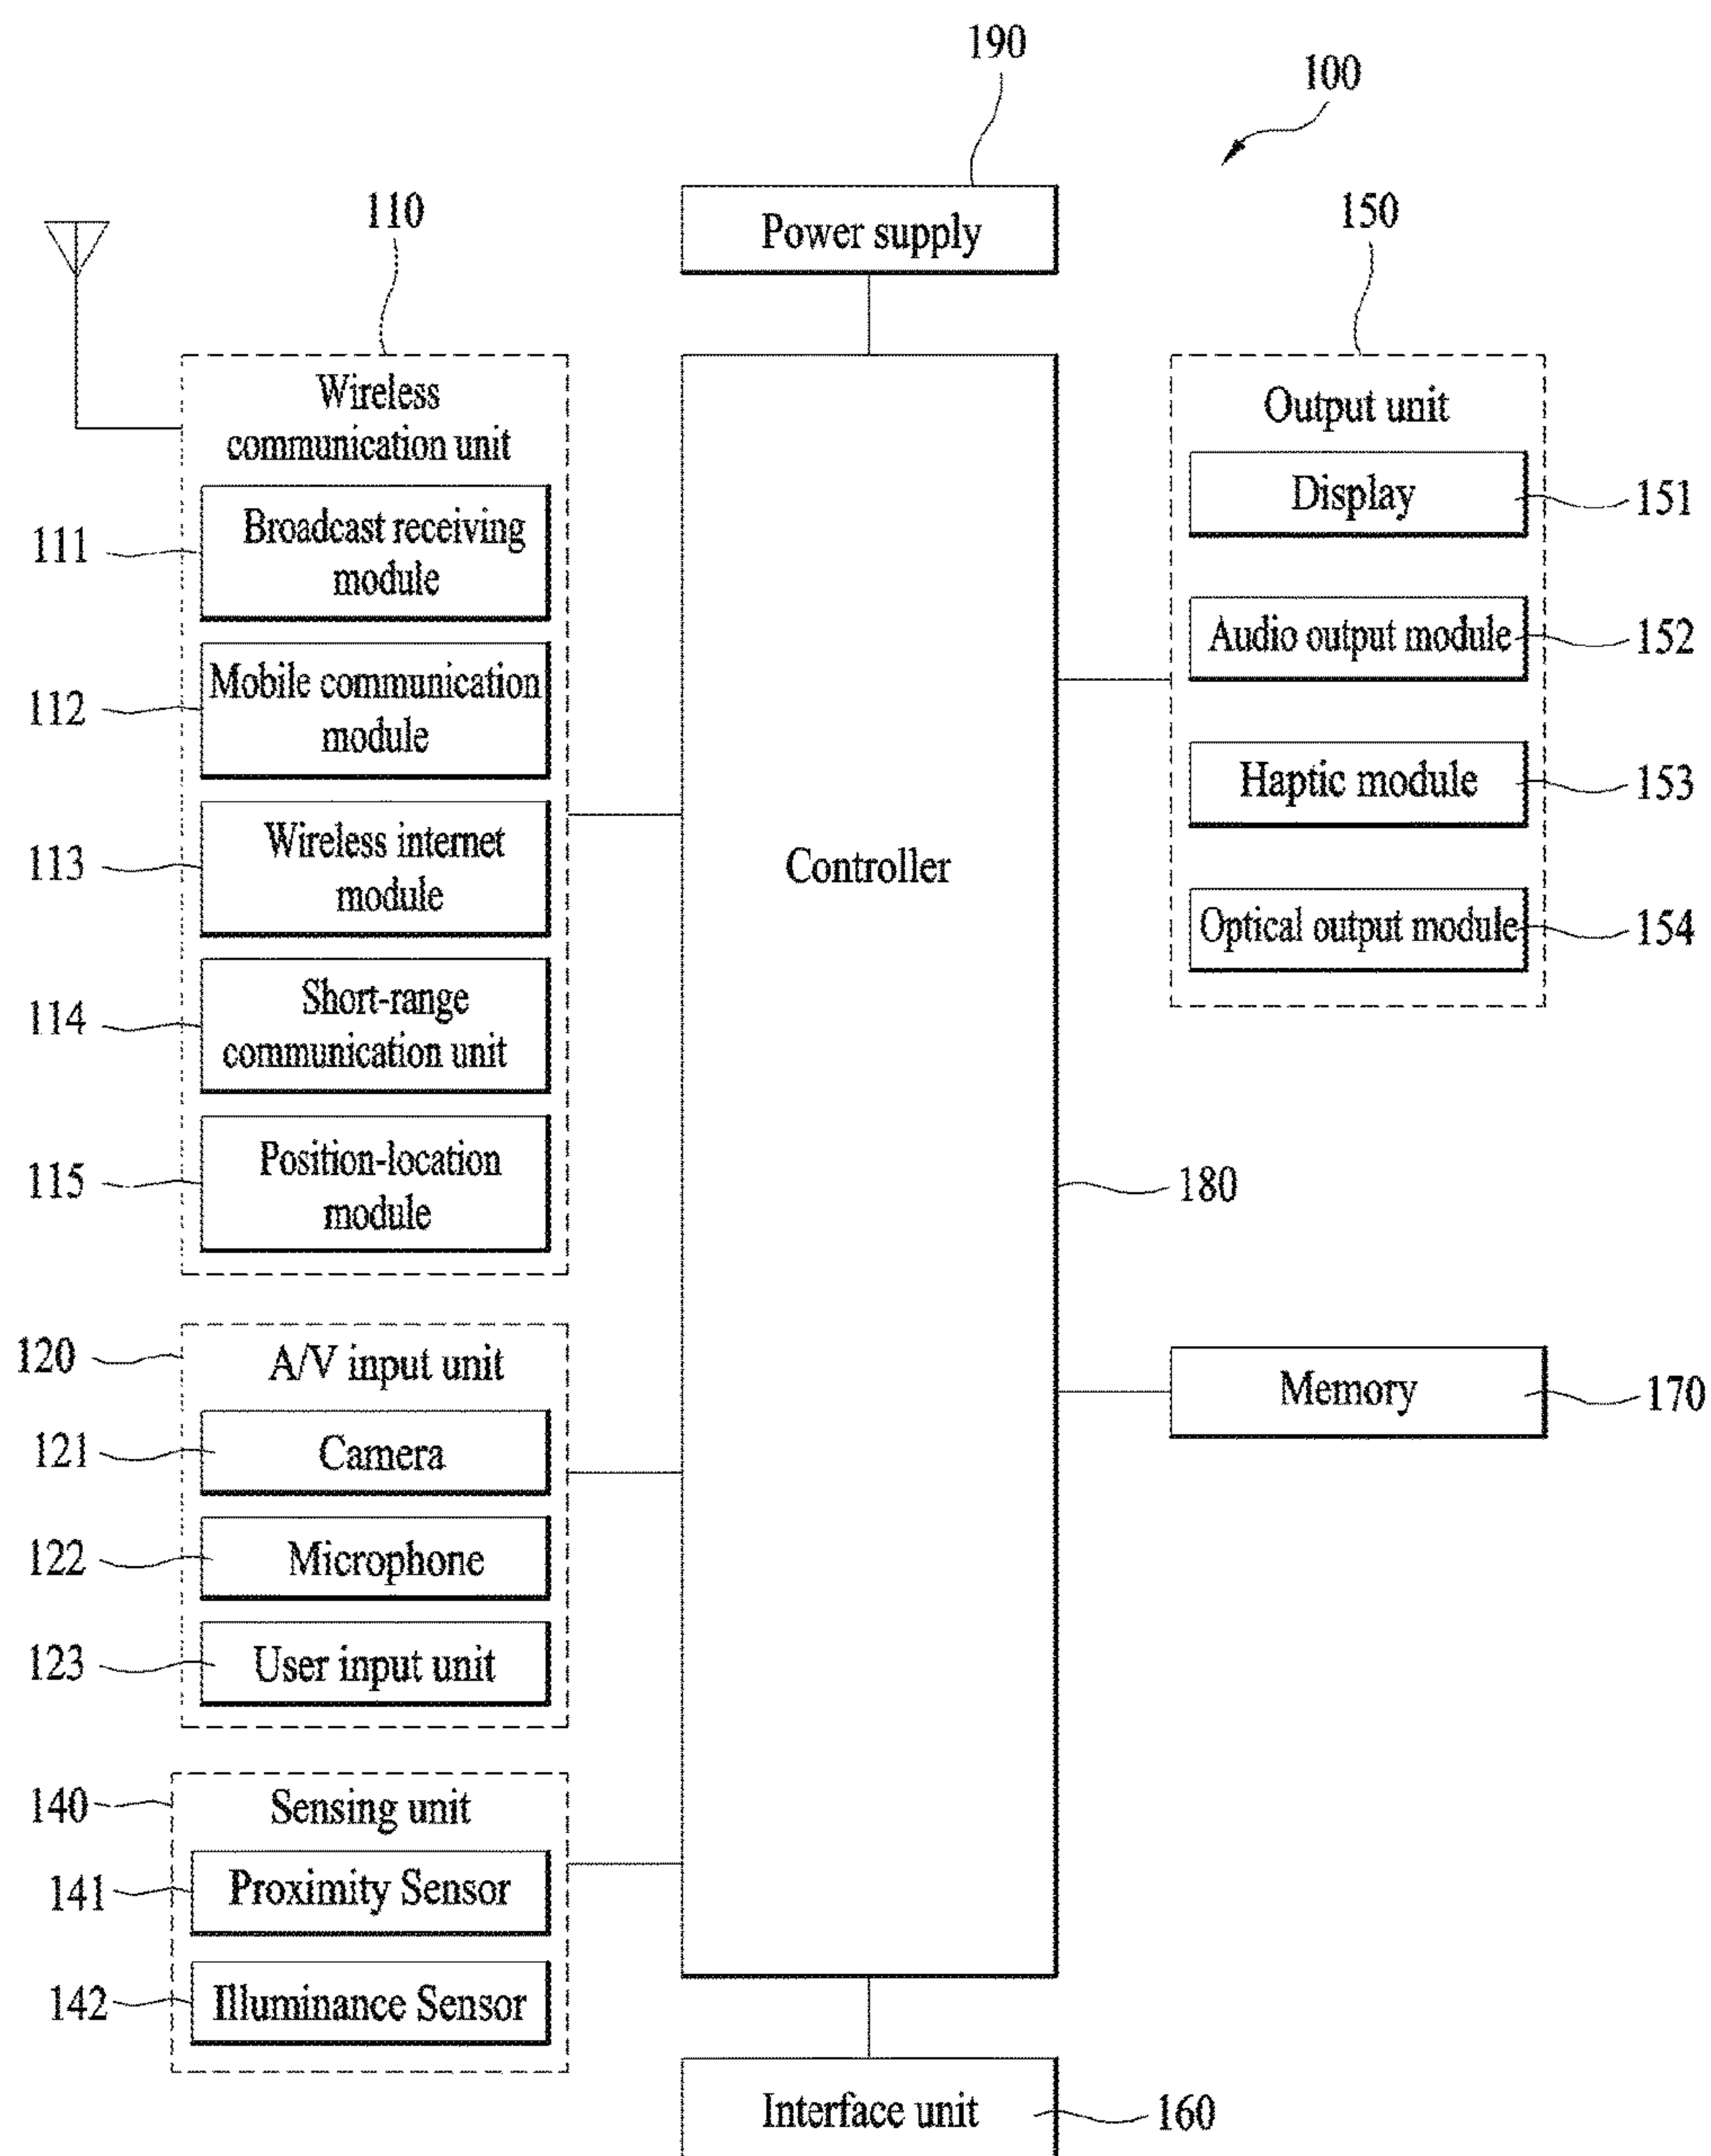 190
100
110
150
Power supply
Wireless
communication unit
Output unit
111
Broadcast receiving
module
Display
151
112
Mobile communication
module
Audio output module
152
113
Wireless internet
module
Haptic module
153
Controller
114
Short-range
communication unit
Optical output module
154
115
Position-location
module
180
120
A/V input unit
Memory
170
121
Camera
122
Microphone
123
User input unit
140
Sensing unit
141
Proximity Sensor
142
Illuminance Sensor
Interface unit
160